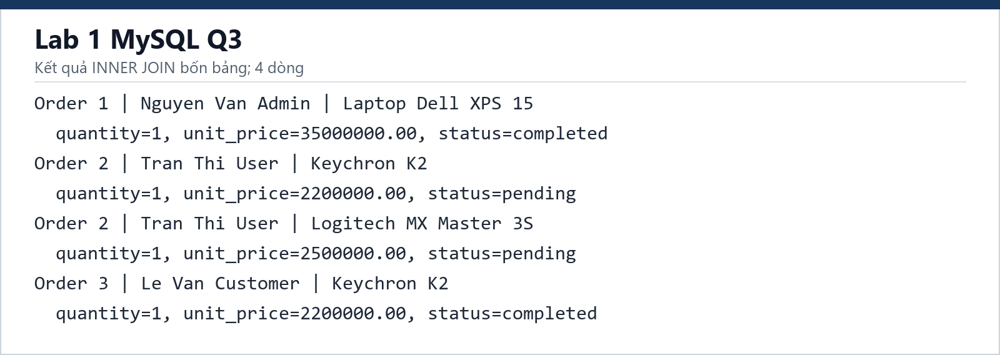 Lab 1 MySQL Q3
Kết quả INNER JOIN bốn bảng; 4 dòng
Order 1 | Nguyen Van Admin | Laptop Dell XPS 15
  quantity=1, unit_price=35000000.00, status=completed
Order 2 | Tran Thi User | Keychron K2
  quantity=1, unit_price=2200000.00, status=pending
Order 2 | Tran Thi User | Logitech MX Master 3S
  quantity=1, unit_price=2500000.00, status=pending
Order 3 | Le Van Customer | Keychron K2
  quantity=1, unit_price=2200000.00, status=completed